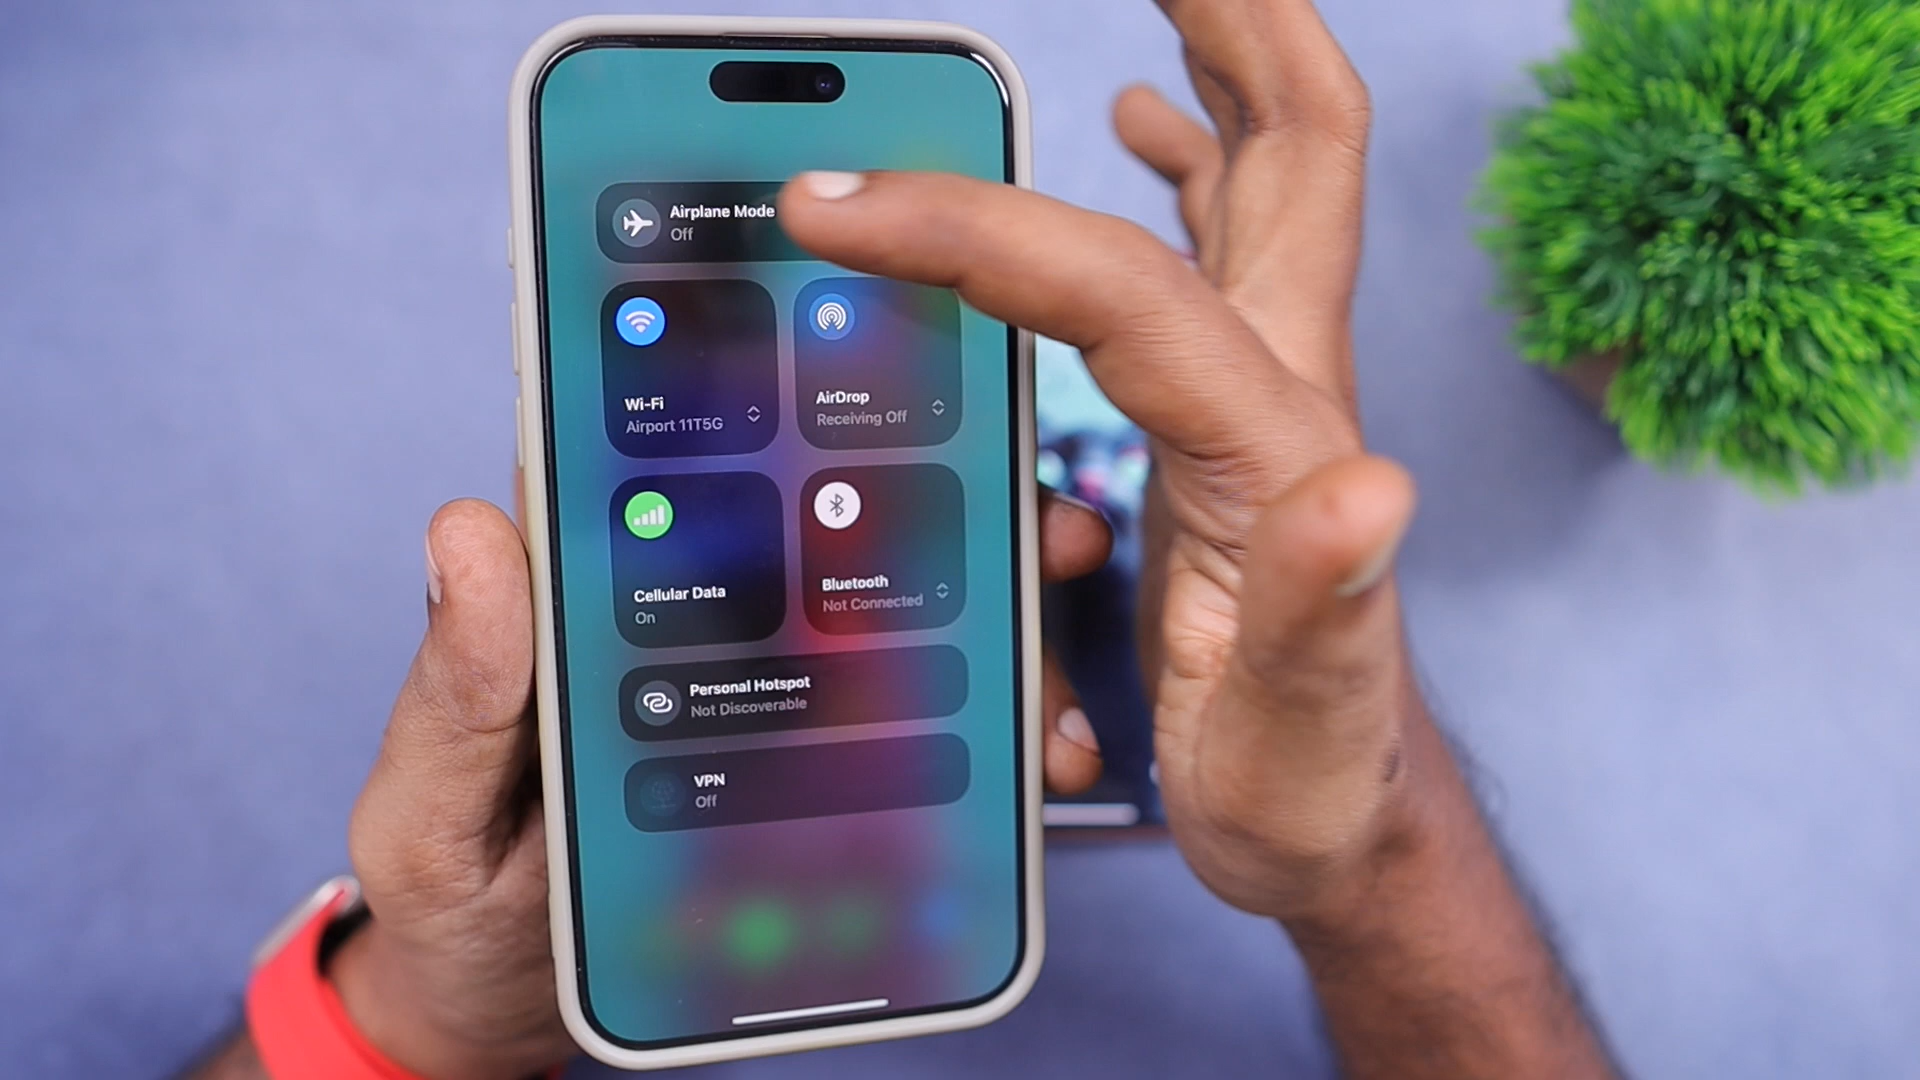 Airplane Mode
Off
Wi-Fi
Airport 11T5G
AirDrop
Receiving Off
Cellular Data
On
Bluetooth
Not Connected
Personal Hotspot
Not Discoverable
VPN
Off